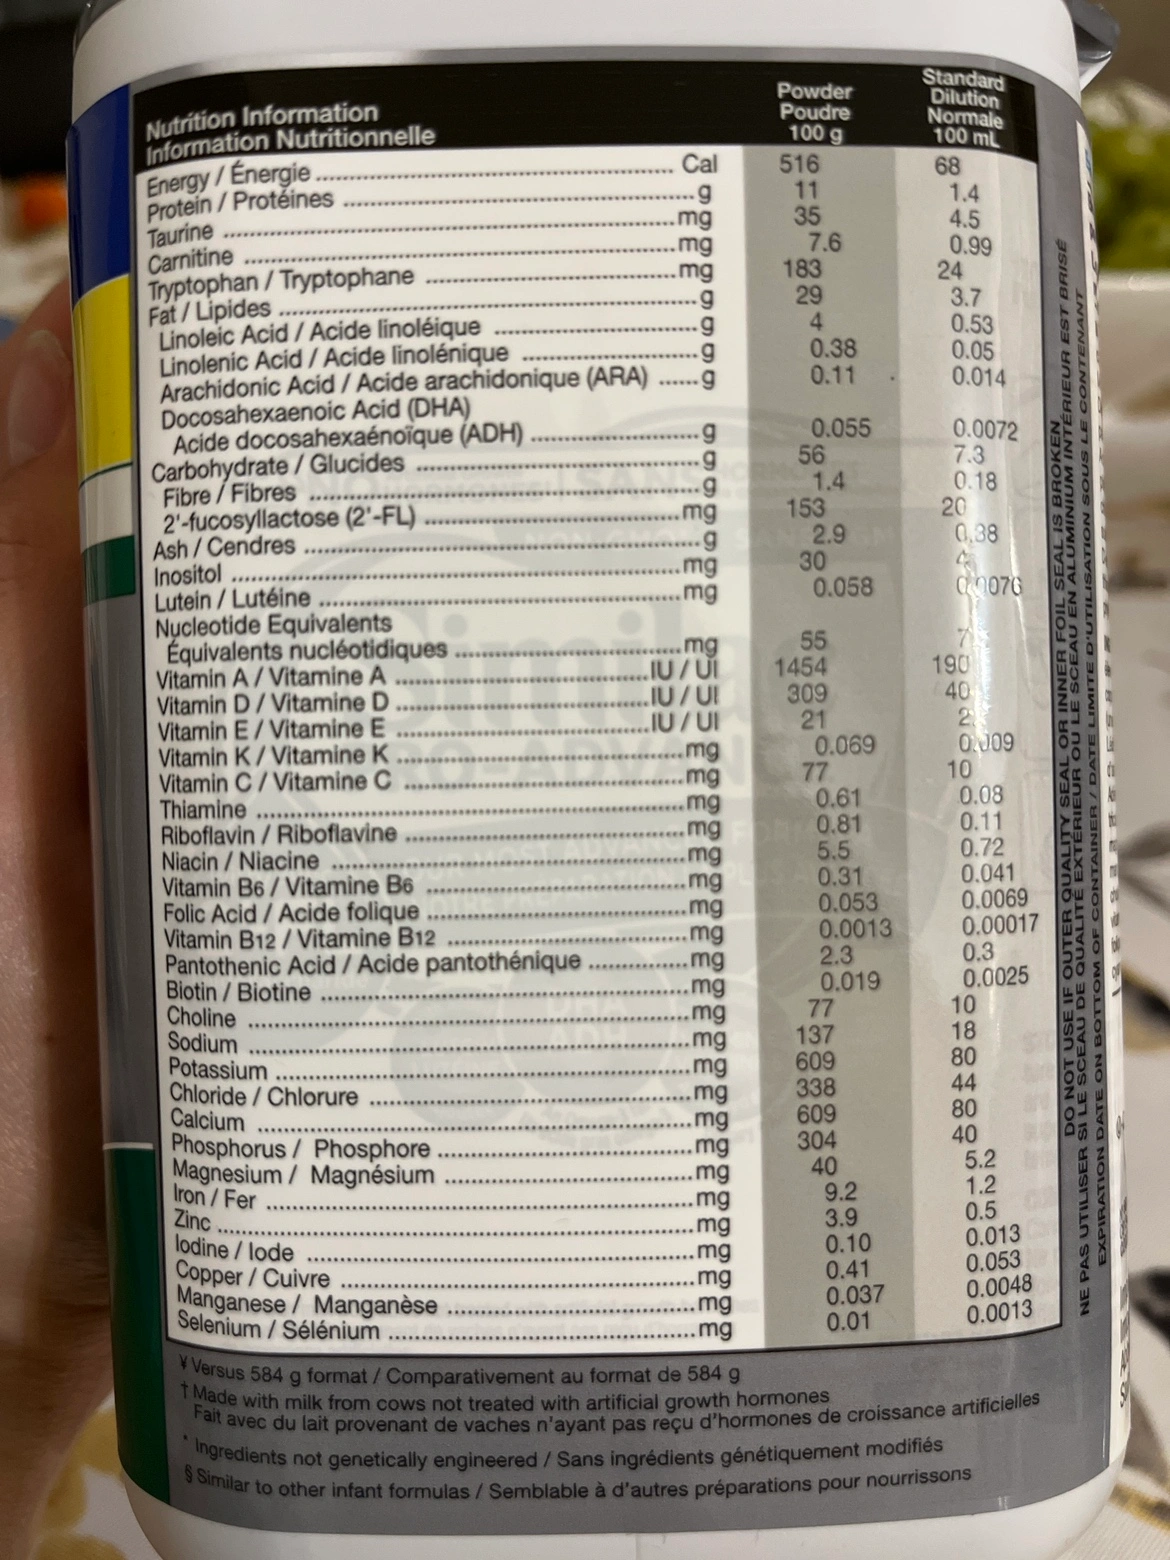 Nutrition Information
Information Nutritionnelle
Powder
Poudre
100 g
Standard
Dilution
Normale
100 mL
Energy / Énergie Cal 516 68
Protein / Protéines g 11 1.4
Taurine mg 35 4.5
Carnitine mg 7.6 0.99
Tryptophan / Tryptophane mg 183 24
Fat / Lipides g 29 3.7
Linoleic Acid / Acide linoléique g 4 0.53
Linolenic Acid / Acide linolénique g 0.38 0.05
Arachidonic Acid / Acide arachidonique (ARA) g 0.11 0.014
Docosahexaenoic Acid (DHA)
Acide docosahexaénoïque (ADH) g 0.055 0.0072
Carbohydrate / Glucides g 56 7.3
Fibre / Fibres g 1.4 0.18
2'-fucosyllactose (2'-FL) mg 153 20
Ash / Cendres g 2.9 0.38
Inositol mg 30
Lutein / Lutéine mg 0.058 0.0076
Nucleotide Equivalents
Équivalents nucléotidiques mg 55 7
Vitamin A / Vitamine A IU / UI 1454 190
Vitamin D / Vitamine D IU / UI 309 40
Vitamin E / Vitamine E IU / UI 21
Vitamin K / Vitamine K mg 0.069 0.009
Vitamin C / Vitamine C mg 77 10
Thiamine mg 0.61 0.08
Riboflavin / Riboflavine mg 0.81 0.11
Niacin / Niacine mg 5.5 0.72
Vitamin B6 / Vitamine B6 mg 0.31 0.041
Folic Acid / Acide folique mg 0.053 0.0069
Vitamin B12 / Vitamine B12 mg 0.0013 0.00017
Pantothenic Acid / Acide pantothénique mg 2.3 0.3
Biotin / Biotine mg 0.019 0.0025
Choline mg 77 10
Sodium mg 137 18
Potassium mg 609 80
Chloride / Chlorure mg 338 44
Calcium mg 609 80
Phosphorus / Phosphore mg 304 40
Magnesium / Magnésium mg 40 5.2
Iron / Fer mg 9.2 1.2
Zinc mg 3.9 0.5
Iodine / Iode mg 0.10 0.013
Copper / Cuivre mg 0.41 0.053
Manganese / Manganèse mg 0.037 0.0048
Selenium / Sélénium mg 0.01 0.0013
¥ Versus 584 g format / Comparativement au format de 584 g
† Made with milk from cows not treated with artificial growth hormones
Fait avec du lait provenant de vaches n'ayant pas reçu d'hormones de croissance artificielles
* Ingredients not genetically engineered / Sans ingrédients génétiquement modifiés
§ Similar to other infant formulas / Semblable à d'autres préparations pour nourrissons
DO NOT USE IF OUTER QUALITY SEAL OR INNER FOIL SEAL IS BROKEN
NE PAS UTILISER SI LE SCEAU DE QUALITÉ EXTÉRIEUR OU LE SCEAU EN ALUMINIUM INTÉRIEUR EST BRISÉ
EXPIRATION DATE ON BOTTOM OF CONTAINER / DATE LIMITE D'UTILISATION SOUS LE CONTENANT